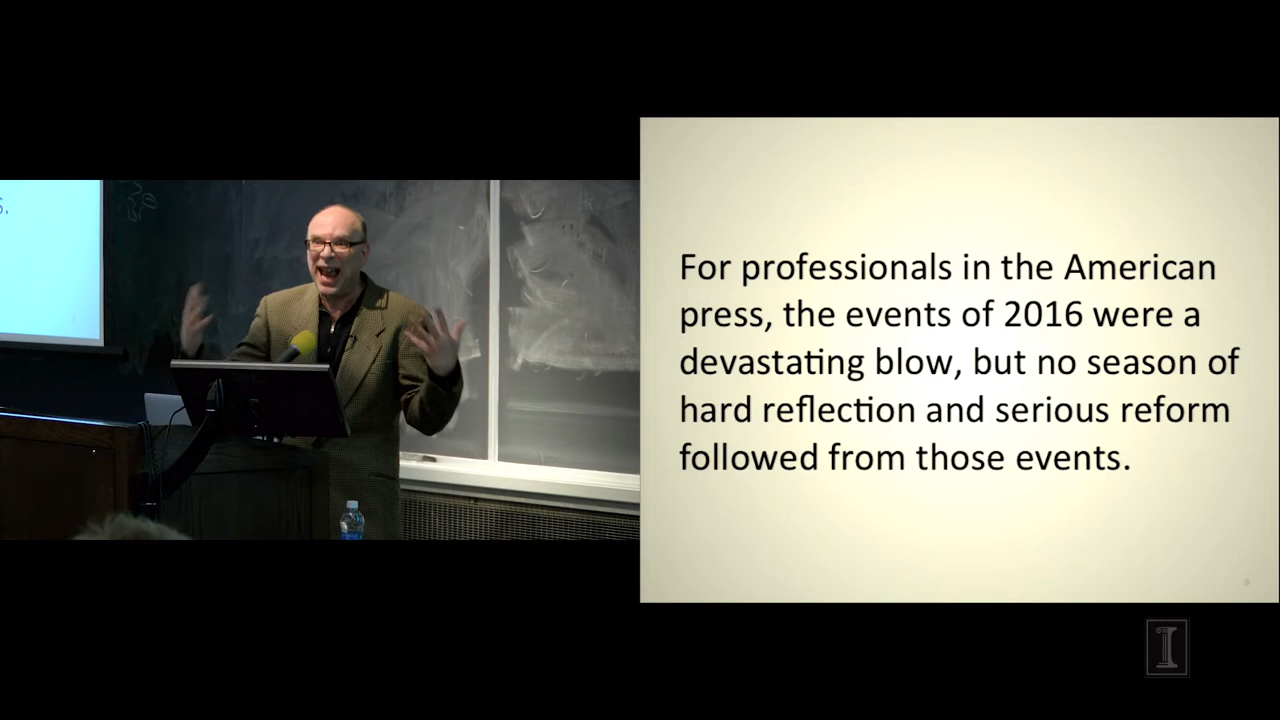 S.
For professionals in the American
press, the events of 2016 were a
devastating blow, but no season of
hard reflection and serious reform
followed from those events.
I